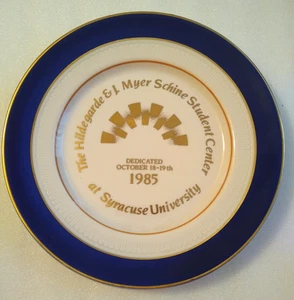 The Hildegarde & J. Myer Schine Student Center
DEDICATED
OCTOBER 18-19th
1985
at Syracuse University